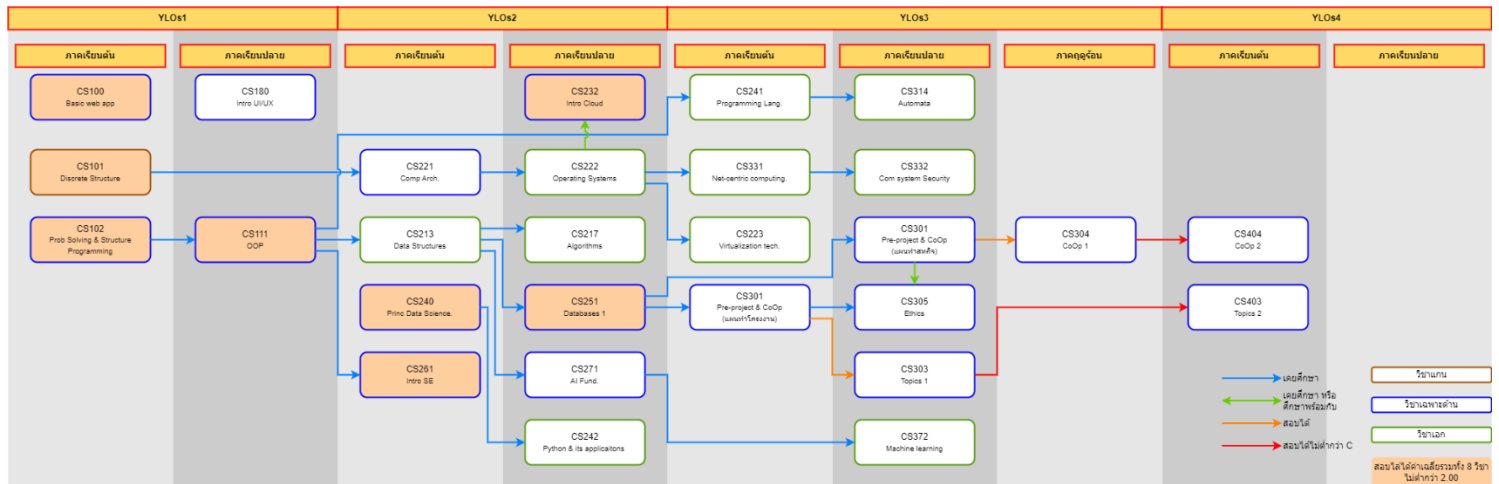 YLOs1
YLOs2
YLOs3
YLOs4
ภาคเรียนต้น
ภาคเรียนปลาย
ภาคเรียนต้น
ภาคเรียนปลาย
ภาคเรียนต้น
ภาคเรียนปลาย
ภาคฤดูร้อน
ภาคเรียนต้น
ภาคเรียนปลาย
CS100
Basic web app
CS180
Intro UI/UX
CS232
Intro Cloud
CS241
Programming Lang.
CS314
Automata
CS101
Discrete Structure
CS221
Comp Arch.
CS222
Operating Systems
CS331
Net-centric computing.
CS332
Com system Security
CS102
Prob Solving & Structure
Programming
CS111
OOP
CS213
Data Structures
CS217
Algorithms
CS223
Virtualization tech.
CS301
Pre-project & CoOp
(แผนทำสหกิจ)
CS304
CoOp 1
CS404
CoOp 2
CS240
Princ Data Science.
CS251
Databases 1
CS301
Pre-project & CoOp
(แผนทำโครงงาน)
CS305
Ethics
CS403
Topics 2
CS261
Intro SE
CS271
AI Fund.
CS303
Topics 1
CS242
Python & its applicaitons
CS372
Machine learning
เคยศึกษา
เคยศึกษา หรือ
ศึกษาพร้อมกับ
สอบได้
สอบได้ไม่ต่ำกว่า C
วิชาแกน
วิชาเฉพาะด้าน
วิชาเอก
สอบไล่ได้ค่าเฉลี่ยรวมทั้ง 8 วิชา
ไม่ต่ำกว่า 2.00